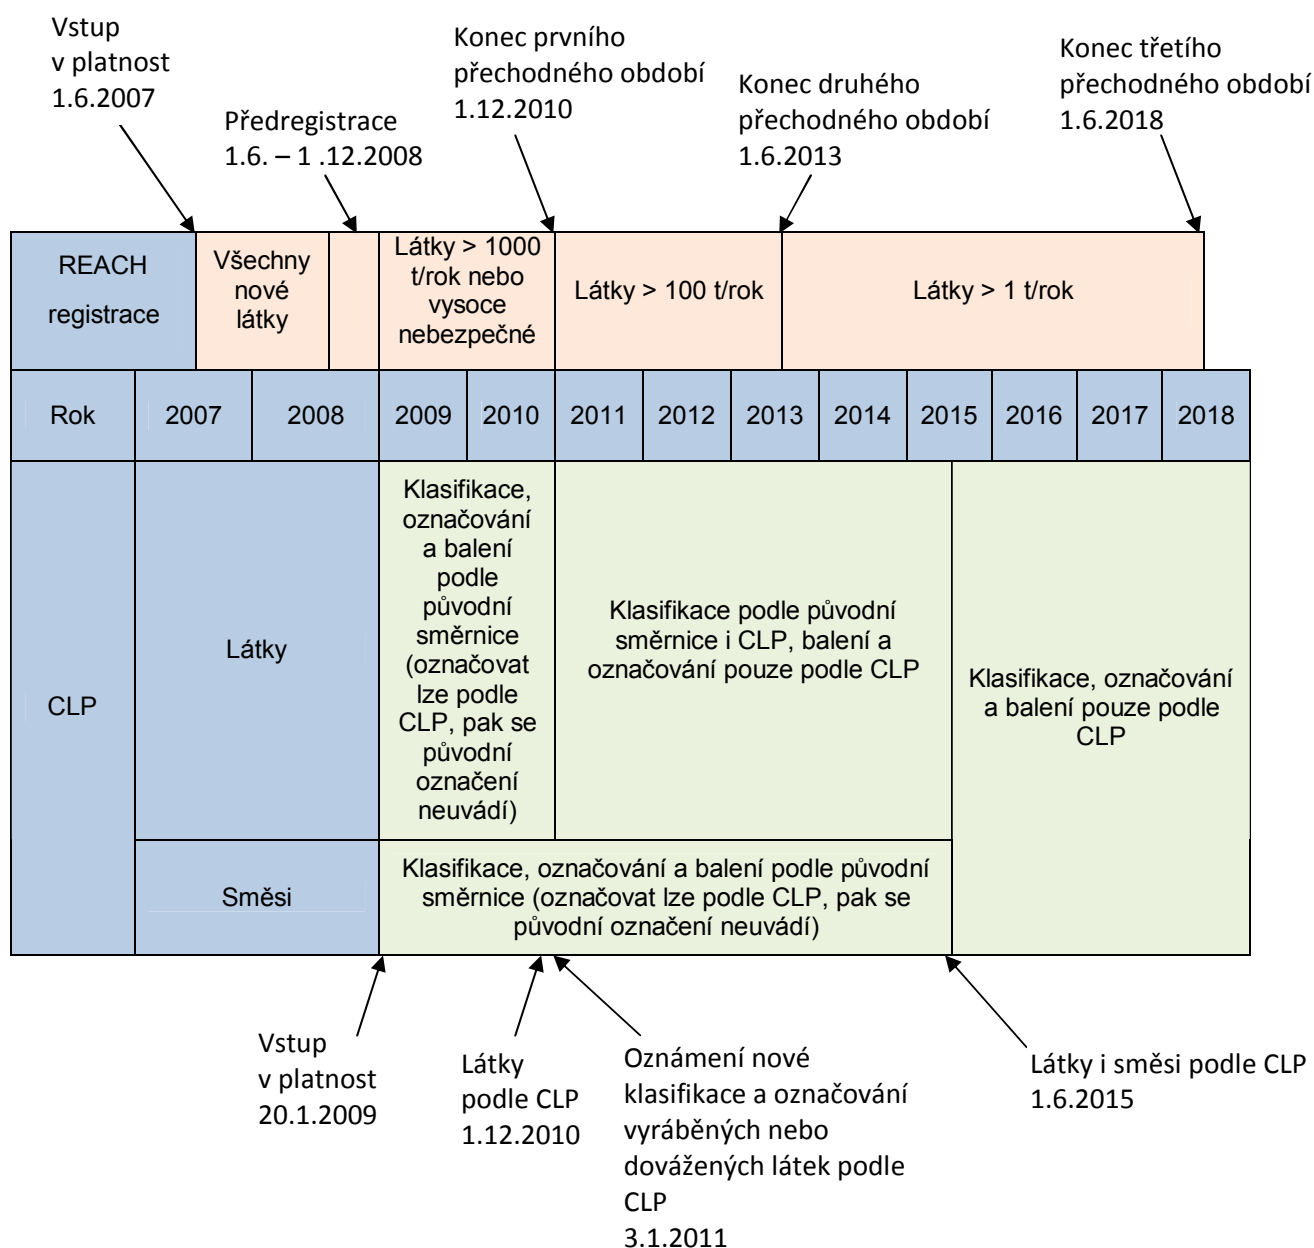 Vstup
v platnost
1.6.2007
Předregistrace
1.6. – 1 .12.2008
Konec prvního
přechodného období
1.12.2010
Konec druhého
přechodného období
1.6.2013
Konec třetího
přechodného období
1.6.2018
REACH
registrace
Všechny
nové
látky
Látky > 1000
t/rok nebo
vysoce
nebezpečné
Látky > 100 t/rok
Látky > 1 t/rok
Rok
2007
2008
2009
2010
2011
2012
2013
2014
2015
2016
2017
2018
CLP
Látky
Klasifikace,
označování
a balení
podle
původní
směrnice
(označovat
lze podle
CLP, pak se
původní
označení
neuvádí)
Klasifikace podle původní
směrnice i CLP, balení a
označování pouze podle CLP
Klasifikace, označování
a balení pouze podle
CLP
Směsi
Klasifikace, označování a balení podle původní
směrnice (označovat lze podle CLP, pak se
původní označení neuvádí)
Vstup
v platnost
20.1.2009
Látky
podle CLP
1.12.2010
Oznámení nové
klasifikace a označování
vyráběných nebo
dovážených látek podle
CLP
3.1.2011
Látky i směsi podle CLP
1.6.2015